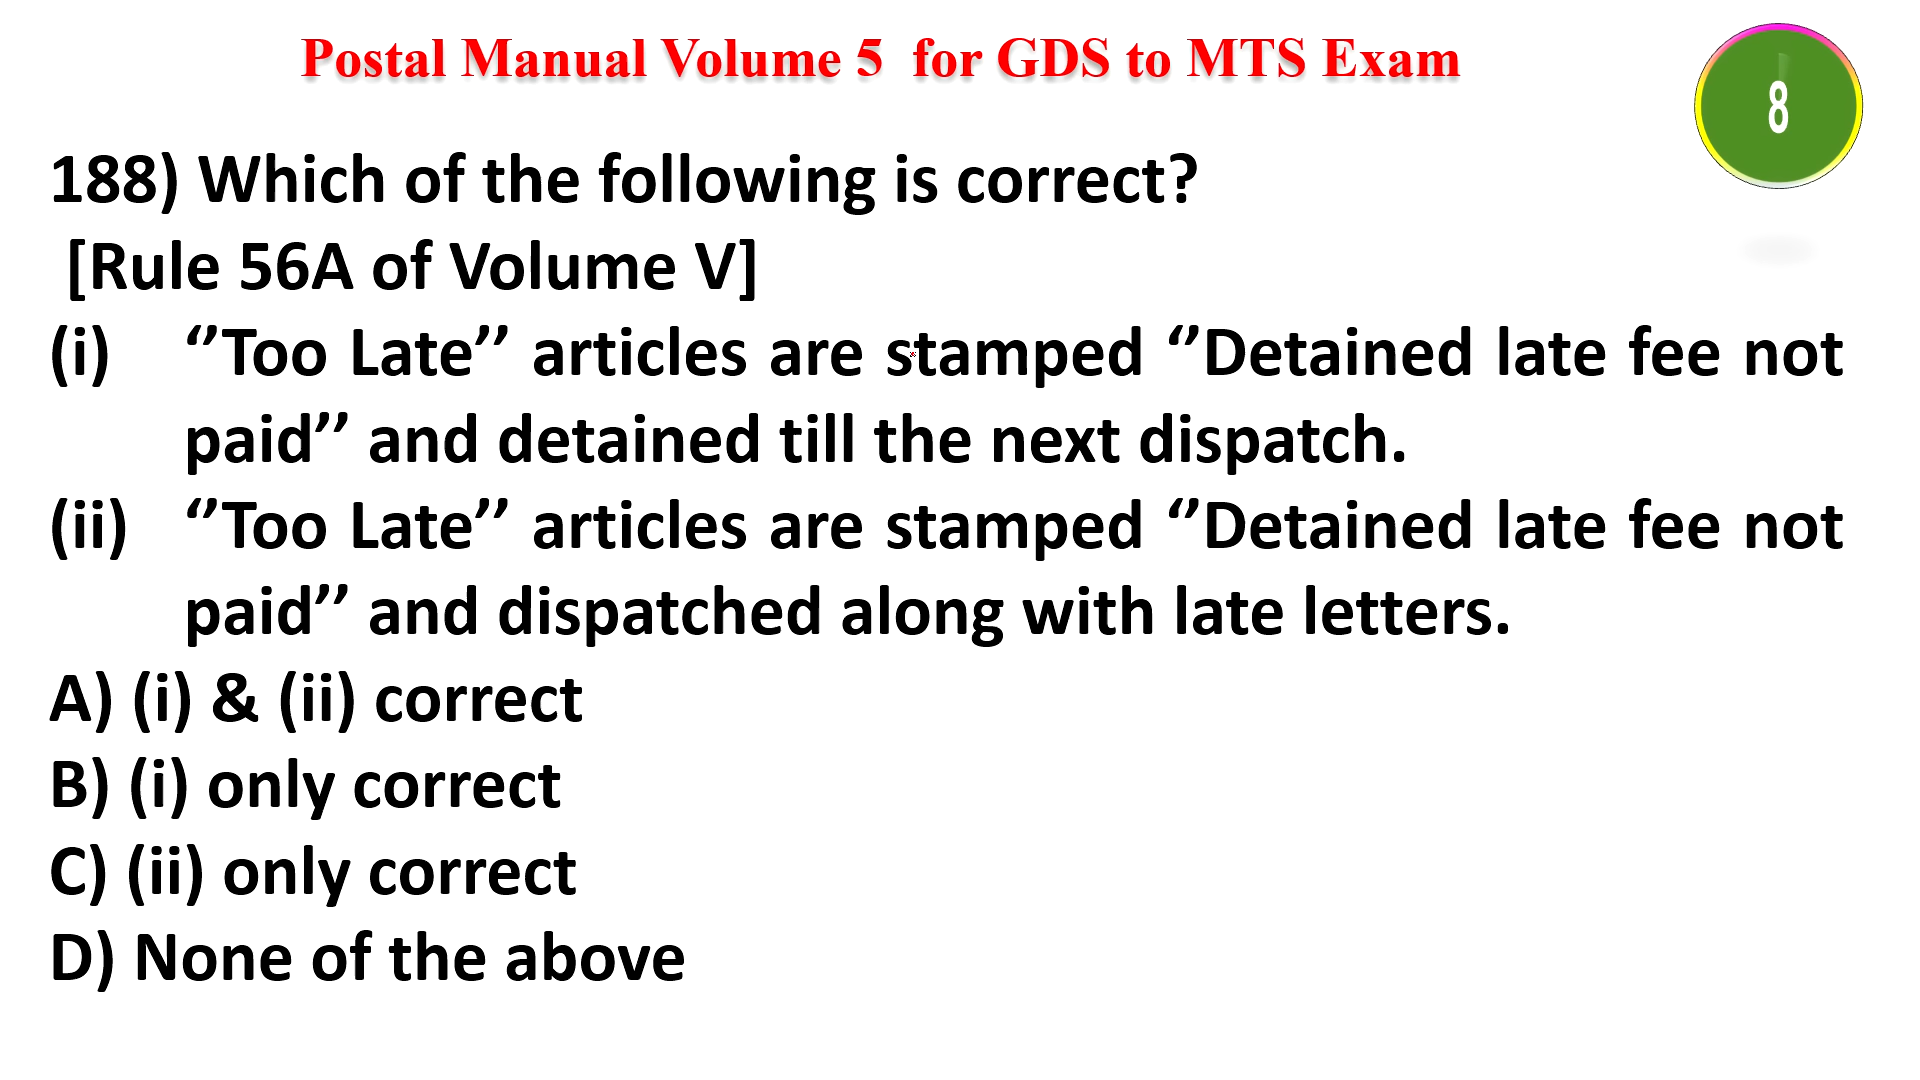 Postal Manual Volume 5 for GDS to MTS Exam
8
188) Which of the following is correct?
[Rule 56A of Volume V]
(i) ‘’Too Late’’ articles are stamped ‘’Detained late fee not
paid’’ and detained till the next dispatch.
(ii) ‘’Too Late’’ articles are stamped ‘’Detained late fee not
paid’’ and dispatched along with late letters.
A) (i) & (ii) correct
B) (i) only correct
C) (ii) only correct
D) None of the above